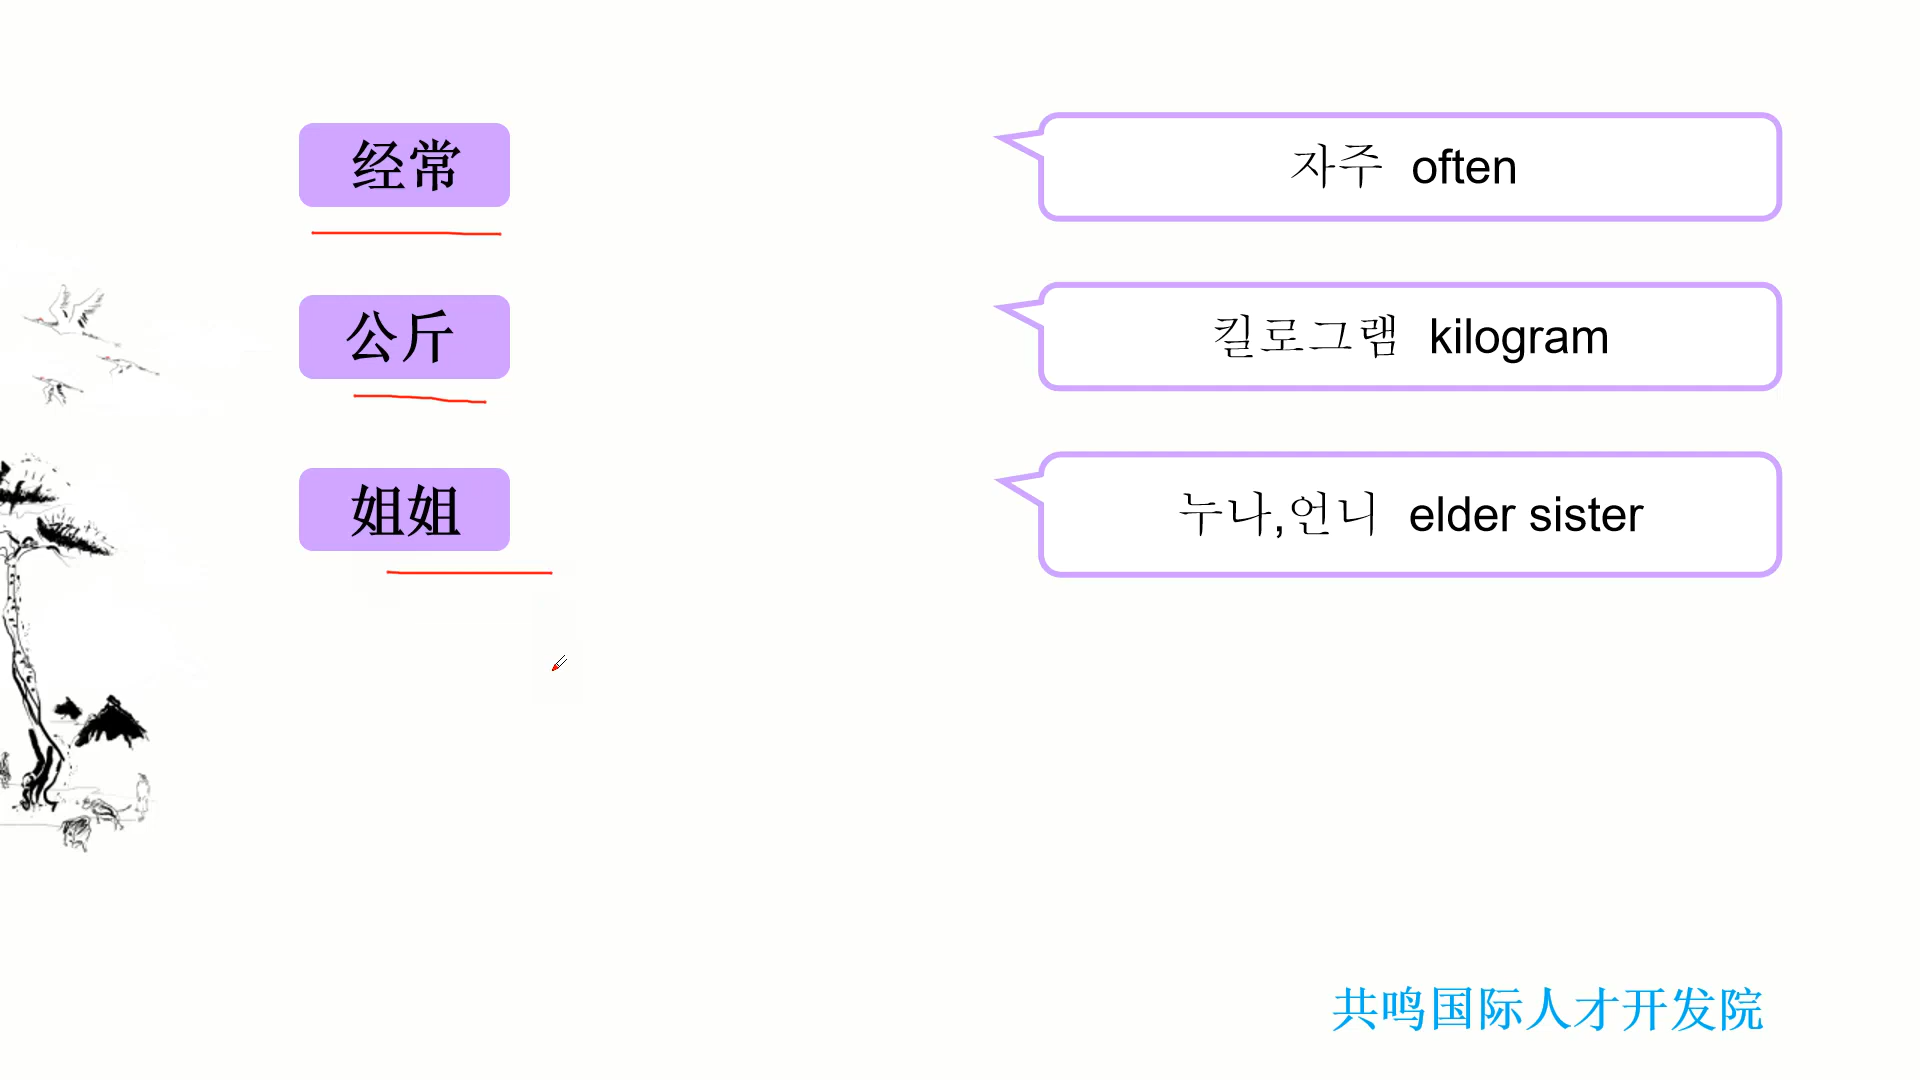 经常
자주 often
公斤
킬로그램 kilogram
姐姐
누나,언니 elder sister
共鸣国际人才开发院